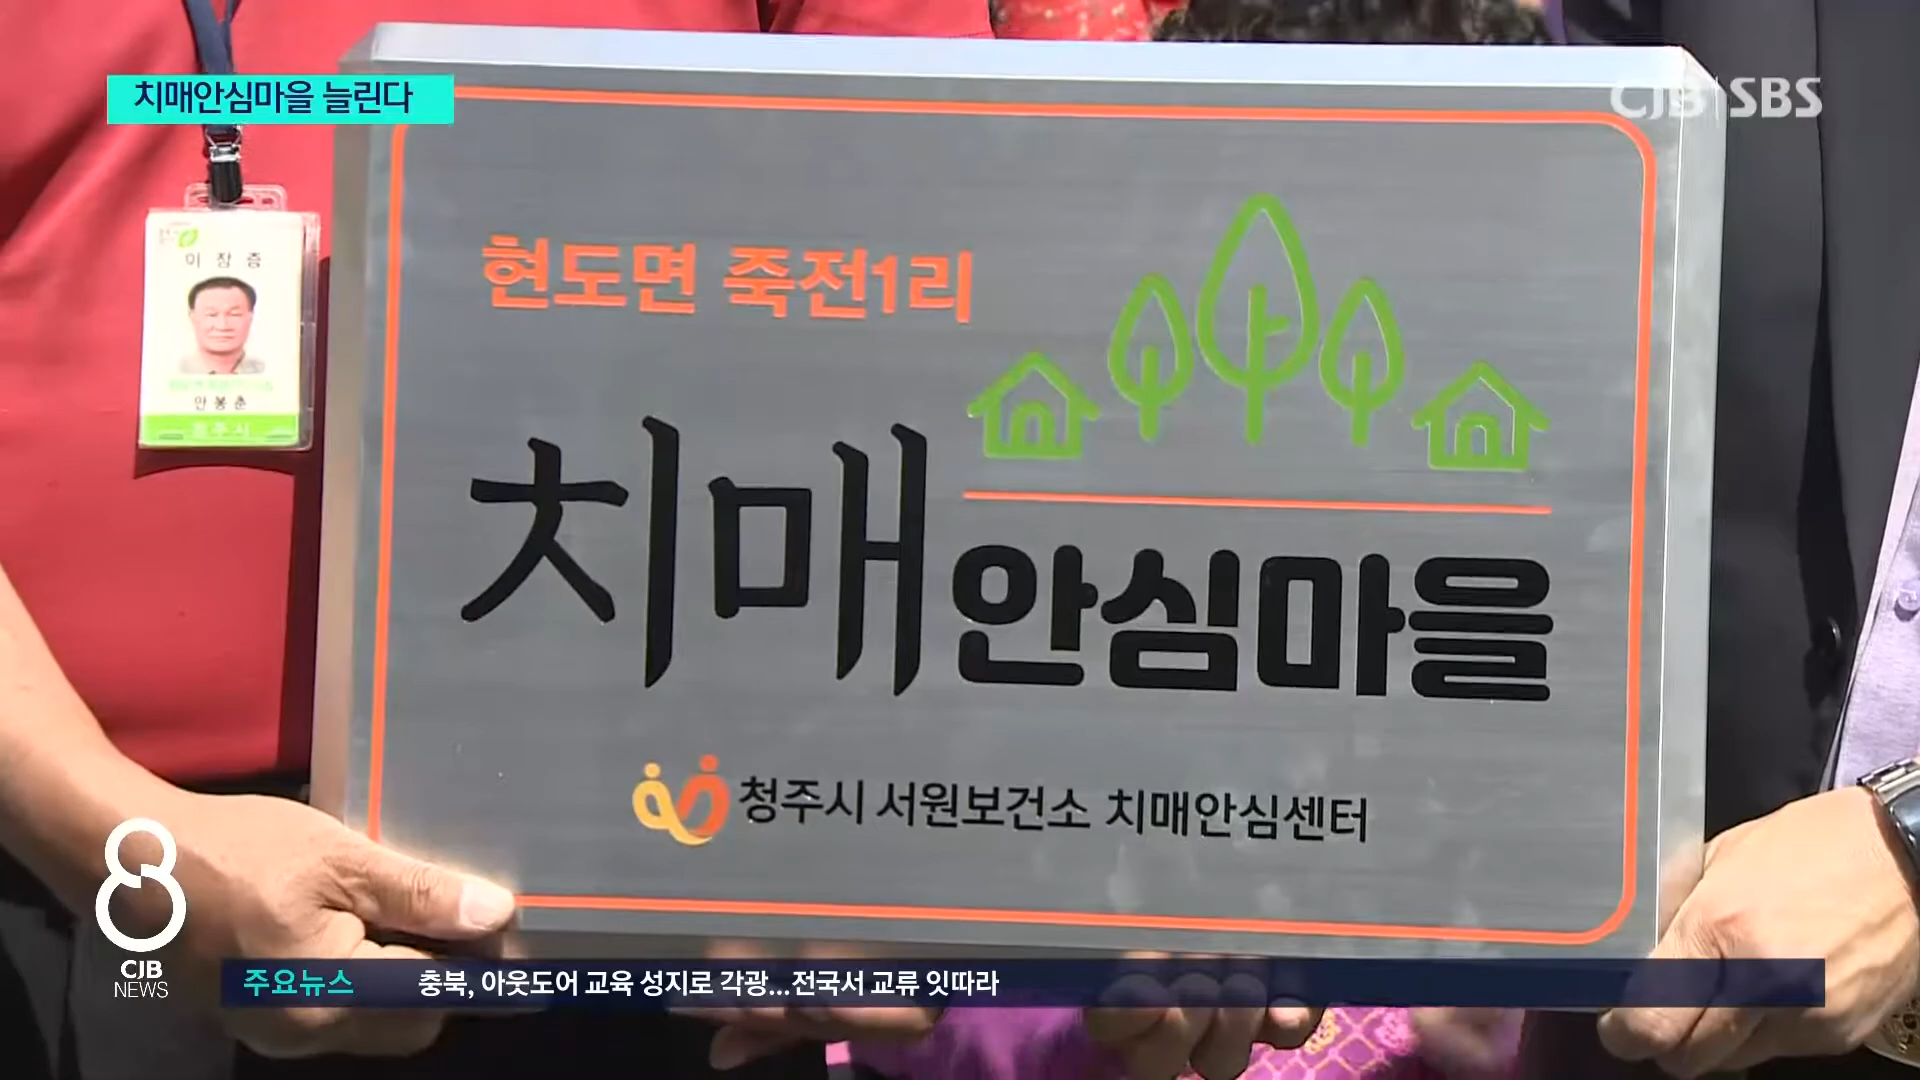 치매안심마을 늘린다
CJB SBS
이 장 증
안 봉 춘
청주시
현도면 죽전1리
치매안심마을
청주시 서원보건소 치매안심센터
8
CJB
NEWS
주요뉴스 충북, 아웃도어 교육 성지로 각광...전국서 교류 잇따라